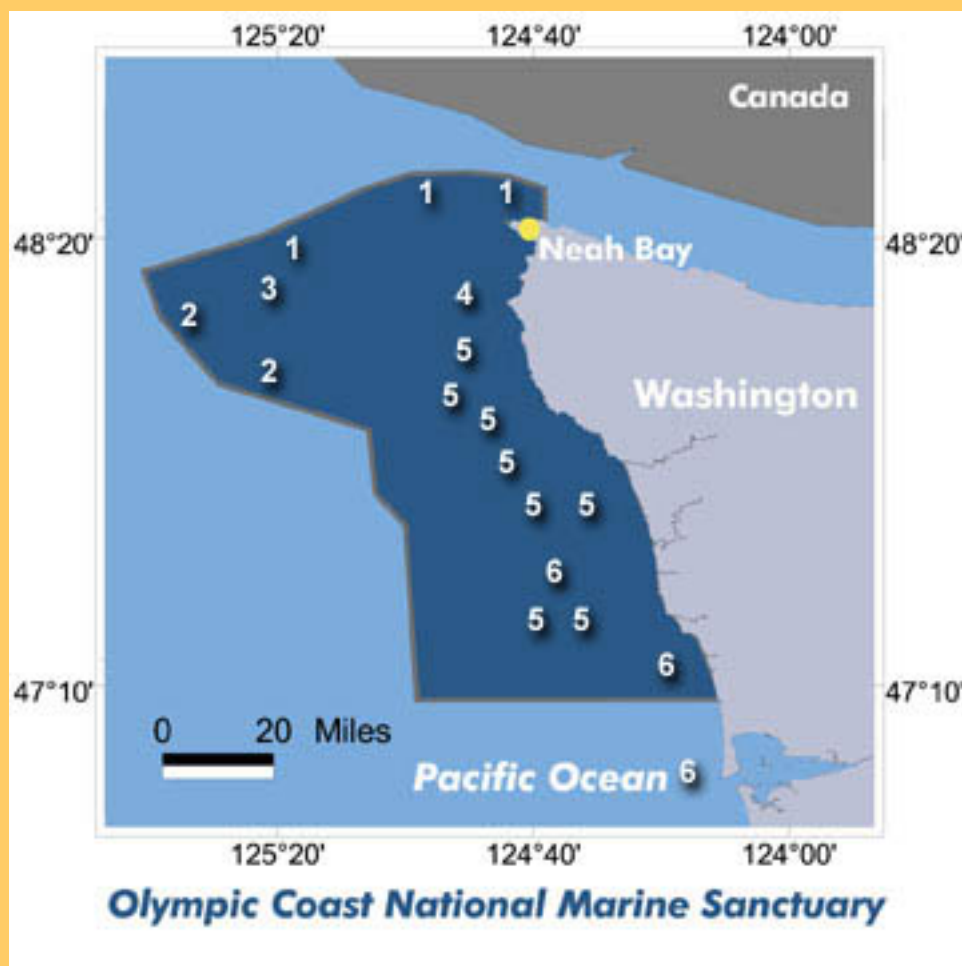 125°20' 124°40' 124°00'
Canada
1 1
48°20' 1 Neah Bay 48°20'
3 4
2
5
2
5 Washington
5
5
5 5
6
5 5
6
47°10' 47°10'
0 20 Miles
Pacific Ocean 6
125°20' 124°40' 124°00'
Olympic Coast National Marine Sanctuary